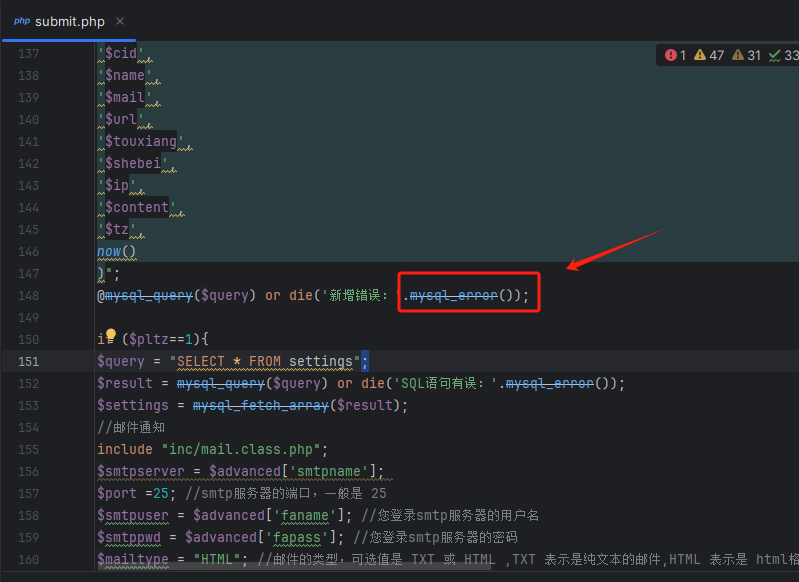 php submit.php ×
1 47 31 33
137 '$cid',
138 '$name',
139 '$mail',
140 '$url',
141 '$touxiang',
142 '$shebei',
143 '$ip',
144 '$content',
145 '$tz',
146 now()
147 )";
148 @mysql_query($query) or die('新增错误: '.mysql_error());
149
150 if ($pltz==1){
151 $query = "SELECT * FROM settings";
152 $result = mysql_query($query) or die('SQL语句有误: '.mysql_error());
153 $settings = mysql_fetch_array($result);
154 //邮件通知
155 include "inc/mail.class.php";
156 $smtpserver = $advanced['smtpname'];
157 $port =25; //smtp服务器的端口，一般是 25
158 $smtpuser = $advanced['faname']; //您登录smtp服务器的用户名
159 $smtppwd = $advanced['fapass']; //您登录smtp服务器的密码
160 $mailtype = "HTML"; //邮件的类型，可选值是 TXT 或 HTML ,TXT 表示是纯文本的邮件,HTML 表示是 html格